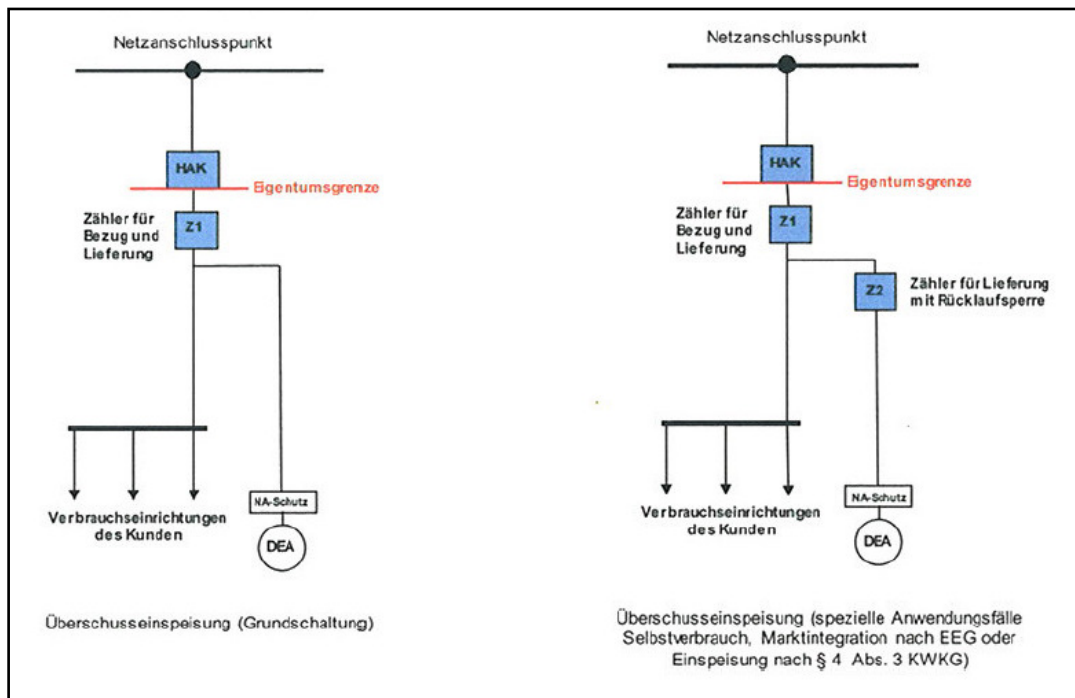 Netzanschlusspunkt
HAK
Eigentumsgrenze
Zähler für
Bezug und
Lieferung
Z1
Verbrauchseinrichtungen
des Kunden
NA-Schutz
DEA
Überschusseinspeisung (Grundschaltung)
Netzanschlusspunkt
HAK
Eigentumsgrenze
Zähler für
Bezug und
Lieferung
Z1
Z2
Zähler für Lieferung
mit Rücklaufsperre
Verbrauchseinrichtungen
des Kunden
NA-Schutz
DEA
Überschusseinspeisung (spezielle Anwendungsfälle
Selbstverbrauch, Marktintegration nach EEG oder
Einspeisung nach § 4 Abs. 3 KWKG)